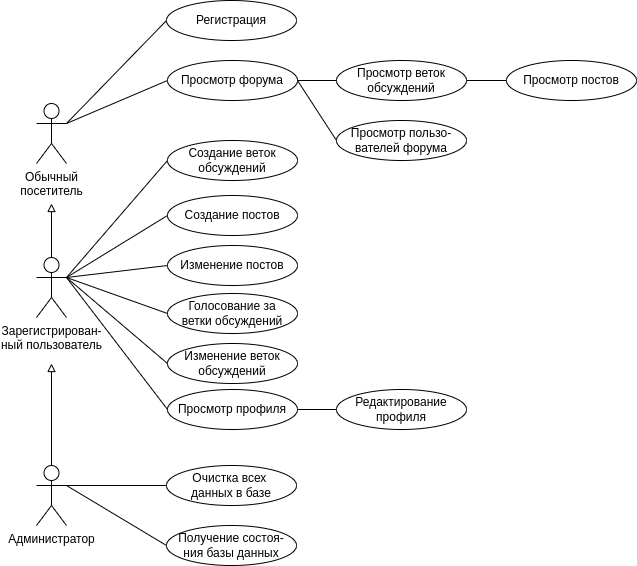 Регистрация
Просмотр форума
Просмотр веток
обсуждений
Просмотр постов
Просмотр пользо-
вателей форума
Обычный
посетитель
Создание веток
обсуждений
Создание постов
Изменение постов
Голосование за
ветки обсуждений
Изменение веток
обсуждений
Зарегистрирован-
ный пользователь
Просмотр профиля
Редактирование
профиля
Очистка всех
данных в базе
Администратор
Получение состоя-
ния базы данных